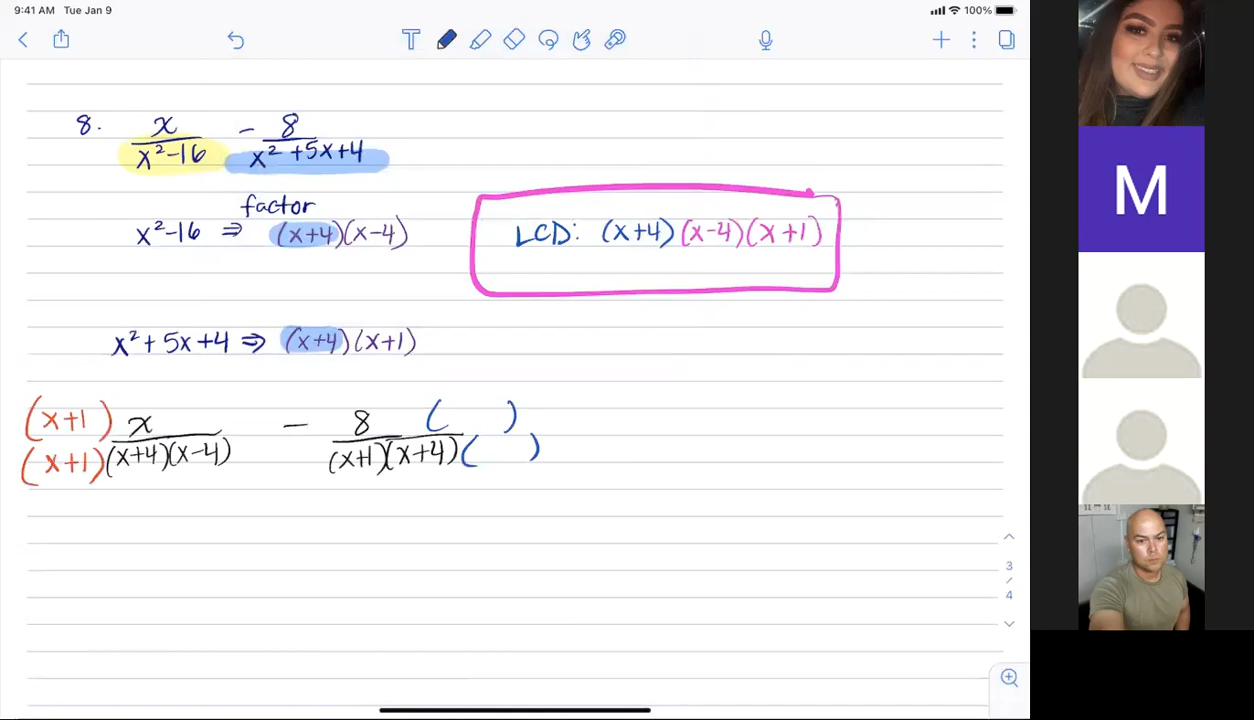 9:41 AM Tue Jan 9 100%
T
8. x/(x²-16) - 8/(x²+5x+4)
factor
x²-16 ⇒ (x+4)(x-4)
LCD: (x+4)(x-4)(x+1)
M
x²+5x+4 ⇒ (x+4)(x+1)
(x+1) x - 8 ( )
(x+1)(x+4)(x-4) (x+1)(x+4)( )
3
/
4